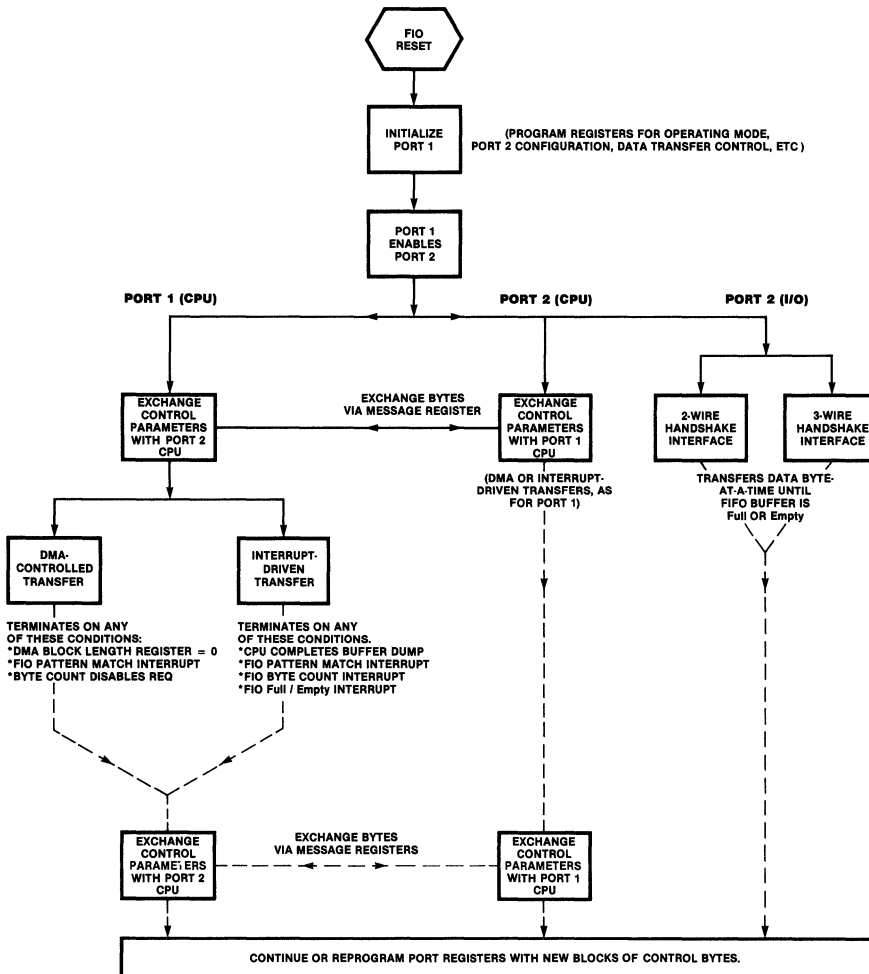 FIO
RESET
INITIALIZE
PORT 1
(PROGRAM REGISTERS FOR OPERATING MODE,
PORT 2 CONFIGURATION, DATA TRANSFER CONTROL, ETC )
PORT 1
ENABLES
PORT 2
PORT 1 (CPU)
PORT 2 (CPU)
PORT 2 (I/O)
EXCHANGE
CONTROL
PARAMETERS
WITH PORT 2
CPU
EXCHANGE BYTES
VIA MESSAGE REGISTER
EXCHANGE
CONTROL
PARAMETERS
WITH PORT 1
CPU
2-WIRE
HANDSHAKE
INTERFACE
3-WIRE
HANDSHAKE
INTERFACE
(DMA OR INTERRUPT-
DRIVEN TRANSFERS, AS
FOR PORT 1)
TRANSFERS DATA BYTE-
AT-A-TIME UNTIL
FIFO BUFFER IS
Full OR Empty
DMA-
CONTROLLED
TRANSFER
INTERRUPT-
DRIVEN
TRANSFER
TERMINATES ON ANY
OF THESE CONDITIONS:
*DMA BLOCK LENGTH REGISTER = 0
*FIO PATTERN MATCH INTERRUPT
*BYTE COUNT DISABLES REQ
TERMINATES ON ANY
OF THESE CONDITIONS.
*CPU COMPLETES BUFFER DUMP
*FIO PATTERN MATCH INTERRUPT
*FIO BYTE COUNT INTERRUPT
*FIO Full / Empty INTERRUPT
EXCHANGE
CONTROL
PARAMETERS
WITH PORT 2
CPU
EXCHANGE BYTES
VIA MESSAGE REGISTERS
EXCHANGE
CONTROL
PARAMETERS
WITH PORT 1
CPU
CONTINUE OR REPROGRAM PORT REGISTERS WITH NEW BLOCKS OF CONTROL BYTES.